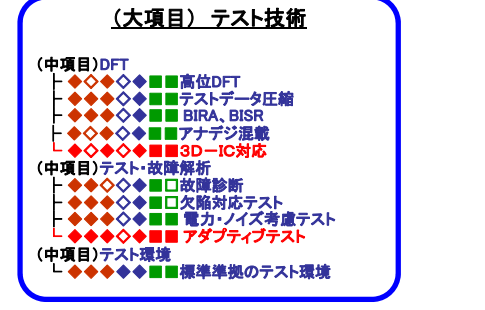 （大項目） テスト技術
（中項目）DFT
├ ◆◇◆◇◆■■高位DFT
├ ◆◆◆◇◆■■テストデータ圧縮
├ ◆◆◆◇◆■■ BIRA、BISR
├ ◆◇◆◇◆■■アナデジ混載
└ ◆◇◆◇◆■■３Ｄ－IC対応
（中項目）テスト・故障解析
├ ◆◆◇◇◆■□故障診断
├ ◆◆◆◇◆■□欠陥対応テスト
├ ◆◆◆◇◆■■ 電力・ノイズ考慮テスト
└ ◆◆◆◇◆■■ アダプティブテスト
（中項目）テスト環境
└ ◆◆◆◆◆■■標準準拠のテスト環境